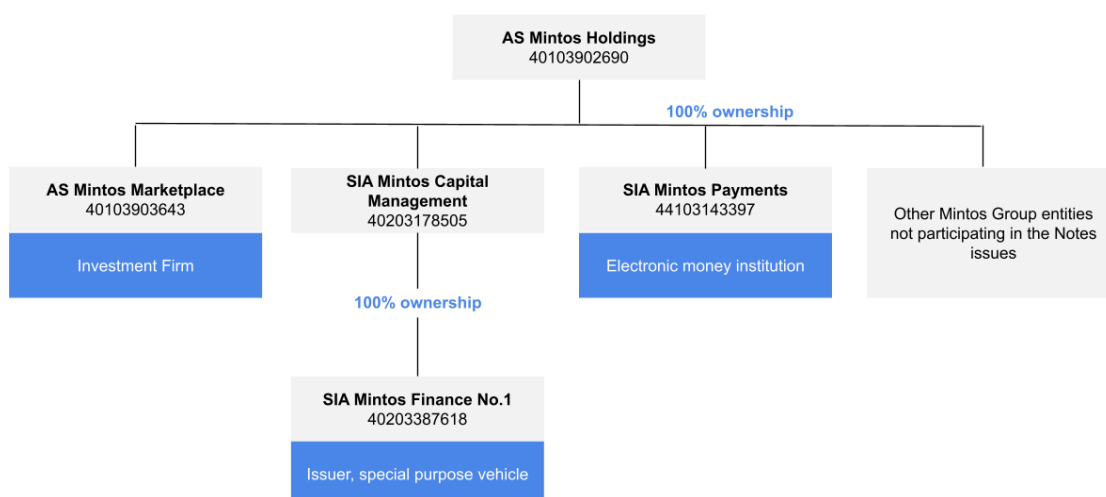 AS Mintos Holdings
40103902690
100% ownership
AS Mintos Marketplace
40103903643
Investment Firm
SIA Mintos Capital
Management
40203178505
SIA Mintos Payments
44103143397
Electronic money institution
Other Mintos Group entities
not participating in the Notes
issues
100% ownership
SIA Mintos Finance No.1
40203387618
Issuer, special purpose vehicle